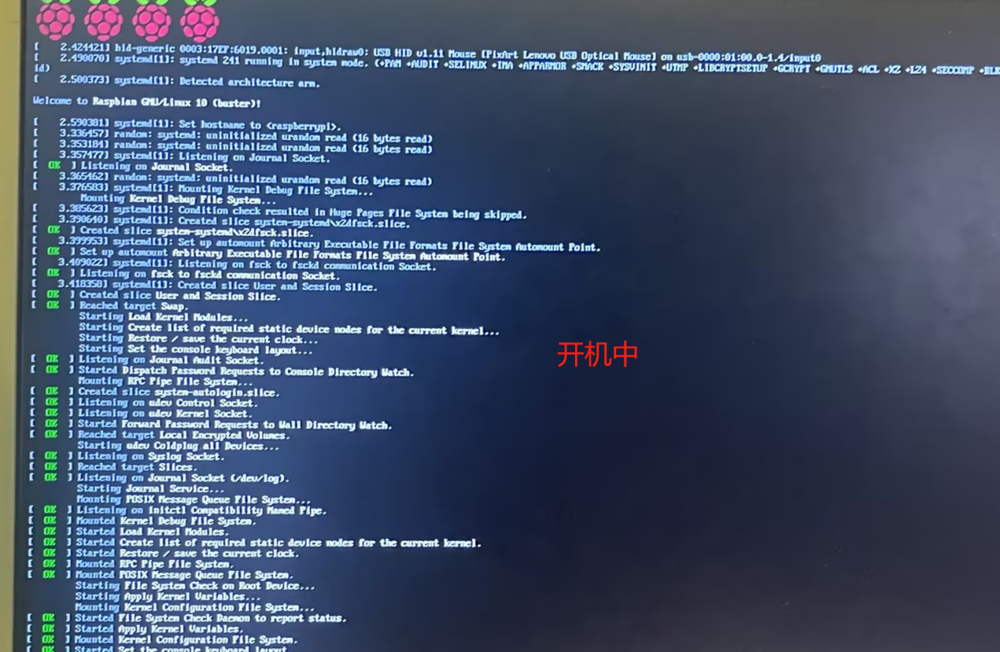 [    2.424421] hid-generic 0003:17EF:6019.0001: input,hidraw0: USB HID v1.11 Mouse [PixArt Lenovo USB Optical Mouse] on usb-0000:01:00.0-1.4/input0
[    2.490070] systemd[1]: systemd 241 running in system mode. (+PAM +AUDIT +SELINUX +IMA +APPARMOR +SMACK +SYSVINIT +UTMP +LIBCRYPTSETUP +GCRYPT +GNUTLS +ACL +XZ +LZ4 +SECCOMP +BLK
id)
[    2.500373] systemd[1]: Detected architecture arm.
Welcome to Raspbian GNU/Linux 10 (buster)!
[    2.590381] systemd[1]: Set hostname to <raspberrypi>.
[    3.336457] random: systemd: uninitialized urandom read (16 bytes read)
[    3.353184] random: systemd: uninitialized urandom read (16 bytes read)
[    3.357477] systemd[1]: Listening on Journal Socket.
[  OK  ] Listening on Journal Socket.
[    3.365462] random: systemd: uninitialized urandom read (16 bytes read)
[    3.376583] systemd[1]: Mounting Kernel Debug File System...
Mounting Kernel Debug File System...
[    3.385623] systemd[1]: Condition check resulted in Huge Pages File System being skipped.
[    3.390640] systemd[1]: Created slice system-systemd\x2dfsck.slice.
[  OK  ] Created slice system-systemd\x2dfsck.slice.
[    3.399953] systemd[1]: Set up automount Arbitrary Executable File Formats File System Automount Point.
[  OK  ] Set up automount Arbitrary Executable File Formats File System Automount Point.
[    3.409022] systemd[1]: Listening on fsck to fsckd communication Socket.
[  OK  ] Listening on fsck to fsckd communication Socket.
[    3.418358] systemd[1]: Created slice User and Session Slice.
[  OK  ] Created slice User and Session Slice.
[  OK  ] Reached target Swap.
Starting Load Kernel Modules...
Starting Create list of required static device nodes for the current kernel...
Starting Restore / save the current clock...
Starting Set the console keyboard layout...
开机中
[  OK  ] Listening on Journal Audit Socket.
[  OK  ] Started Dispatch Password Requests to Console Directory Watch.
Mounting RPC Pipe File System...
[  OK  ] Created slice system-autologin.slice.
[  OK  ] Listening on udev Control Socket.
[  OK  ] Listening on udev Kernel Socket.
[  OK  ] Started Forward Password Requests to Wall Directory Watch.
[  OK  ] Reached target Local Encrypted Volumes.
Starting udev Coldplug all Devices...
[  OK  ] Listening on Syslog Socket.
[  OK  ] Reached target Slices.
[  OK  ] Listening on Journal Socket (/dev/log).
Starting Journal Service...
Mounting POSIX Message Queue File System...
[  OK  ] Listening on initctl Compatibility Named Pipe.
[  OK  ] Mounted Kernel Debug File System.
[  OK  ] Started Load Kernel Modules.
[  OK  ] Started Create list of required static device nodes for the current kernel.
[  OK  ] Started Restore / save the current clock.
[  OK  ] Mounted RPC Pipe File System.
[  OK  ] Mounted POSIX Message Queue File System.
Starting File System Check on Root Device...
Starting Apply Kernel Variables...
Mounting Kernel Configuration File System...
[  OK  ] Started File System Check Daemon to report status.
[  OK  ] Started Apply Kernel Variables.
[  OK  ] Mounted Kernel Configuration File System.
[  OK  ] Started Set the console keyboard layout.